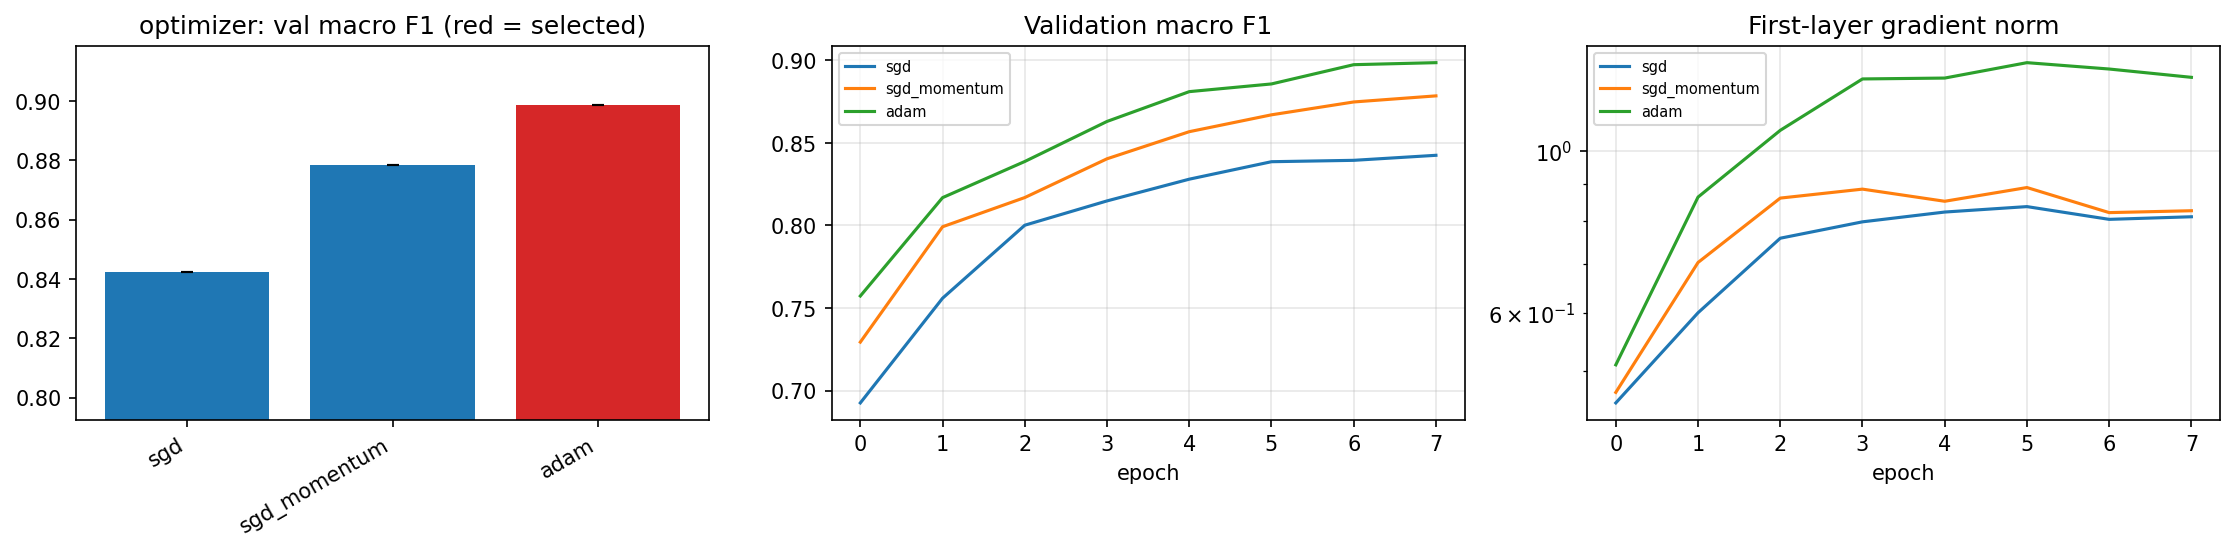 optimizer: val macro F1 (red = selected)
0.90
0.88
0.86
0.84
0.82
0.80
sgd
sgd_momentum
adam
Validation macro F1
sgd
sgd_momentum
adam
0.90
0.85
0.80
0.75
0.70
0 1 2 3 4 5 6 7
epoch
First-layer gradient norm
sgd
sgd_momentum
adam
10⁰
6 × 10⁻¹
0 1 2 3 4 5 6 7
epoch